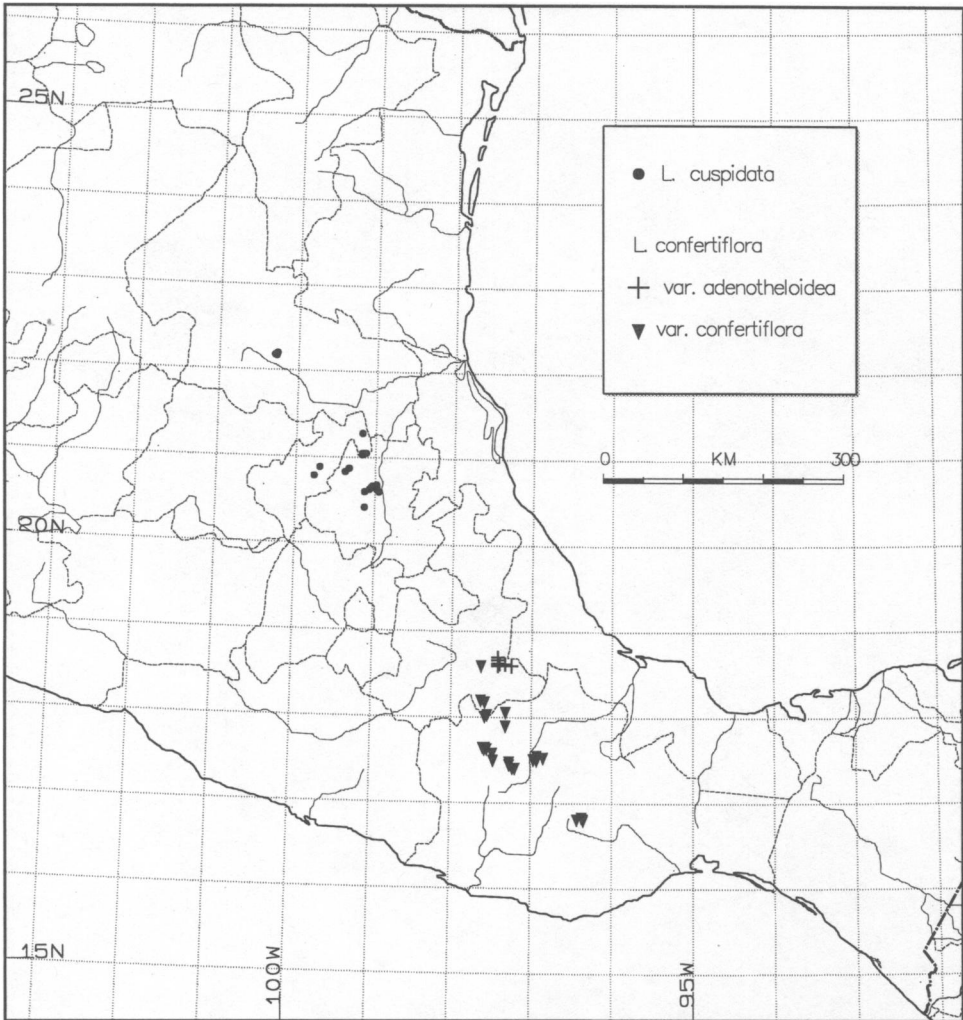 25N
L. cuspidata
L. confertiflora
var. adenotheloidea
var. confertiflora
0 KM 300
20N
15N
100W
95W